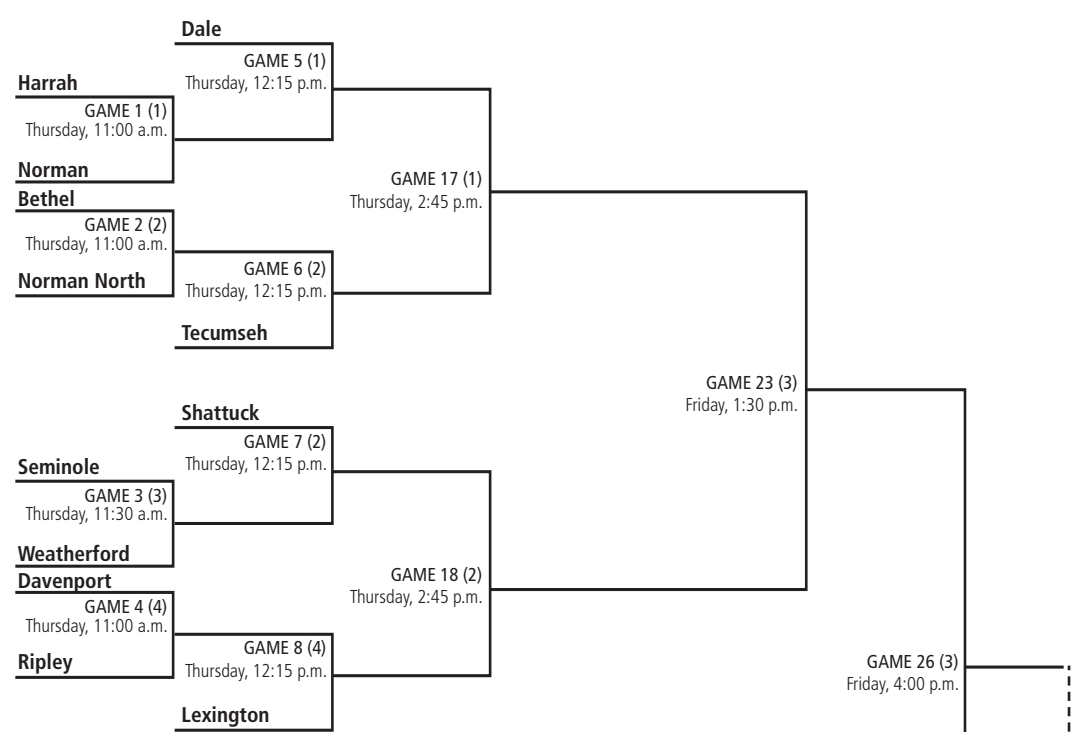 Dale
GAME 5 (1)
Thursday, 12:15 p.m.
Harrah
GAME 1 (1)
Thursday, 11:00 a.m.
Norman
Bethel
GAME 17 (1)
Thursday, 2:45 p.m.
GAME 2 (2)
Thursday, 11:00 a.m.
Norman North
GAME 6 (2)
Thursday, 12:15 p.m.
Tecumseh
GAME 23 (3)
Friday, 1:30 p.m.
Shattuck
GAME 7 (2)
Thursday, 12:15 p.m.
Seminole
GAME 3 (3)
Thursday, 11:30 a.m.
Weatherford
Davenport
GAME 18 (2)
Thursday, 2:45 p.m.
GAME 4 (4)
Thursday, 11:00 a.m.
Ripley
GAME 8 (4)
Thursday, 12:15 p.m.
Lexington
GAME 26 (3)
Friday, 4:00 p.m.